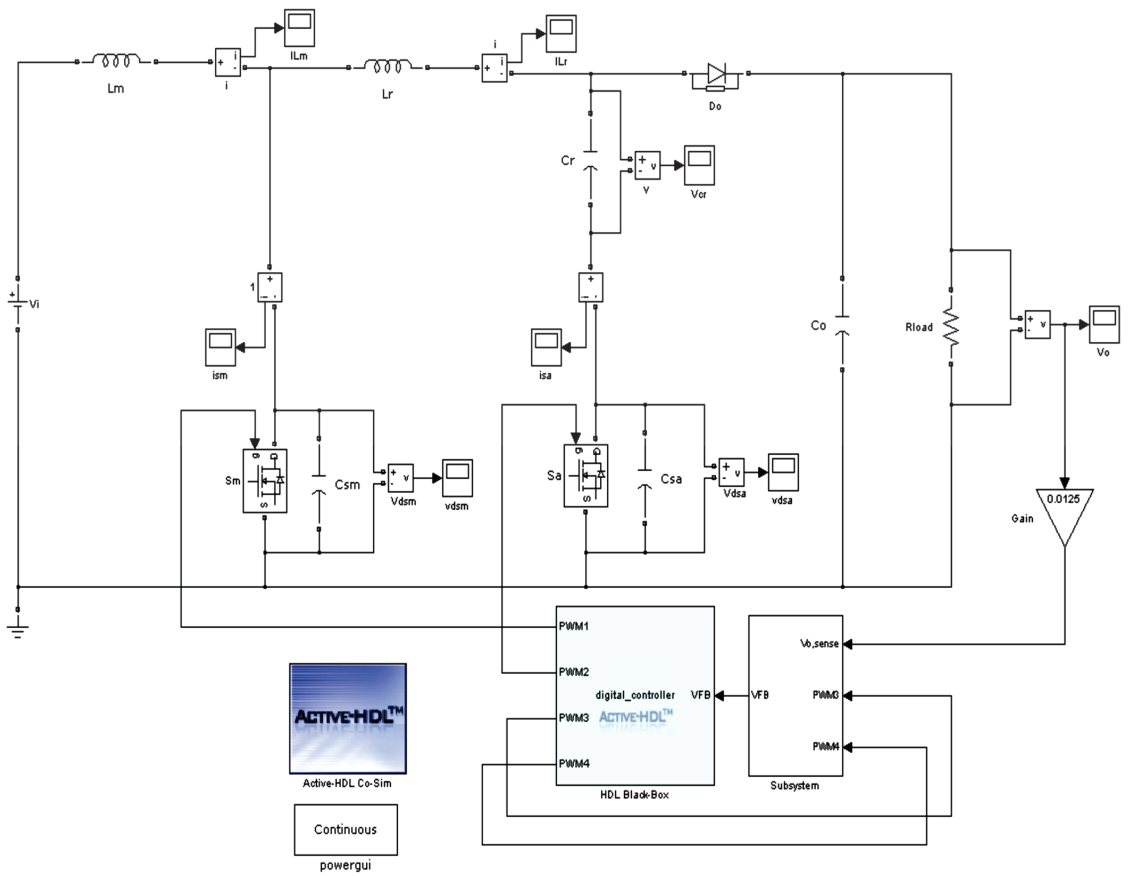 ILm
ILr
i
i
i
i
Lm
Lr
+
-
+
-
Do
Cr
+
-
v
v
Vcr
+
Vi
1
+
i
-
+
i
-
ism
isa
Co
Rload
+
-
v
Vo
g
D
S
Sm
Csm
+
-
v
Vdsm
vdsm
g
D
S
Sa
Csa
+
-
v
Vdsa
vdsa
0.0125
Gain
PWM1
PWM2
PWM3
PWM4
digital_controller
ACTIVE-HDL™
VFB
HDL Black-Box
VFB
Vo,sense
PWM3
PWM4
Subsystem
ACTIVE-HDL™
Active-HDL Co-Sim
Continuous
powergui